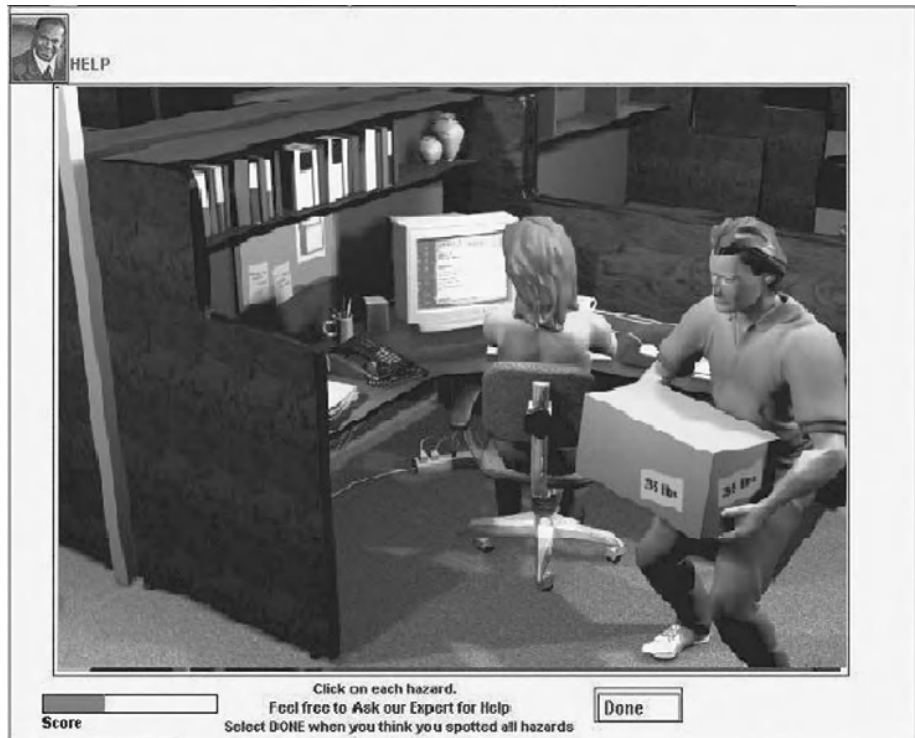 HELP
Click on each hazard.
Feel free to Ask our Expert for Help
Select DONE when you think you spotted all hazards
Score
Done